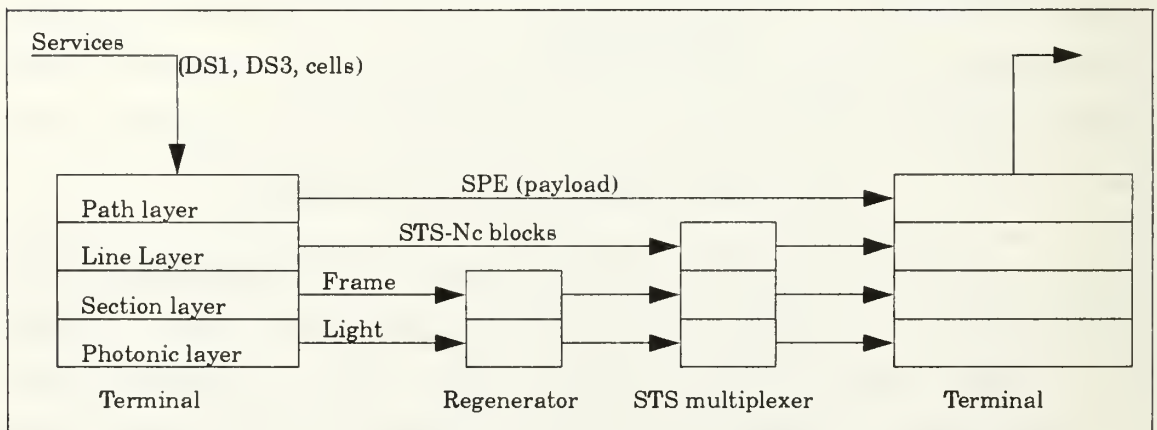 Services
(DS1, DS3, cells)
SPE (payload)
Path layer
STS-Nc blocks
Line Layer
Frame
Section layer
Light
Photonic layer
Terminal
Regenerator
STS multiplexer
Terminal